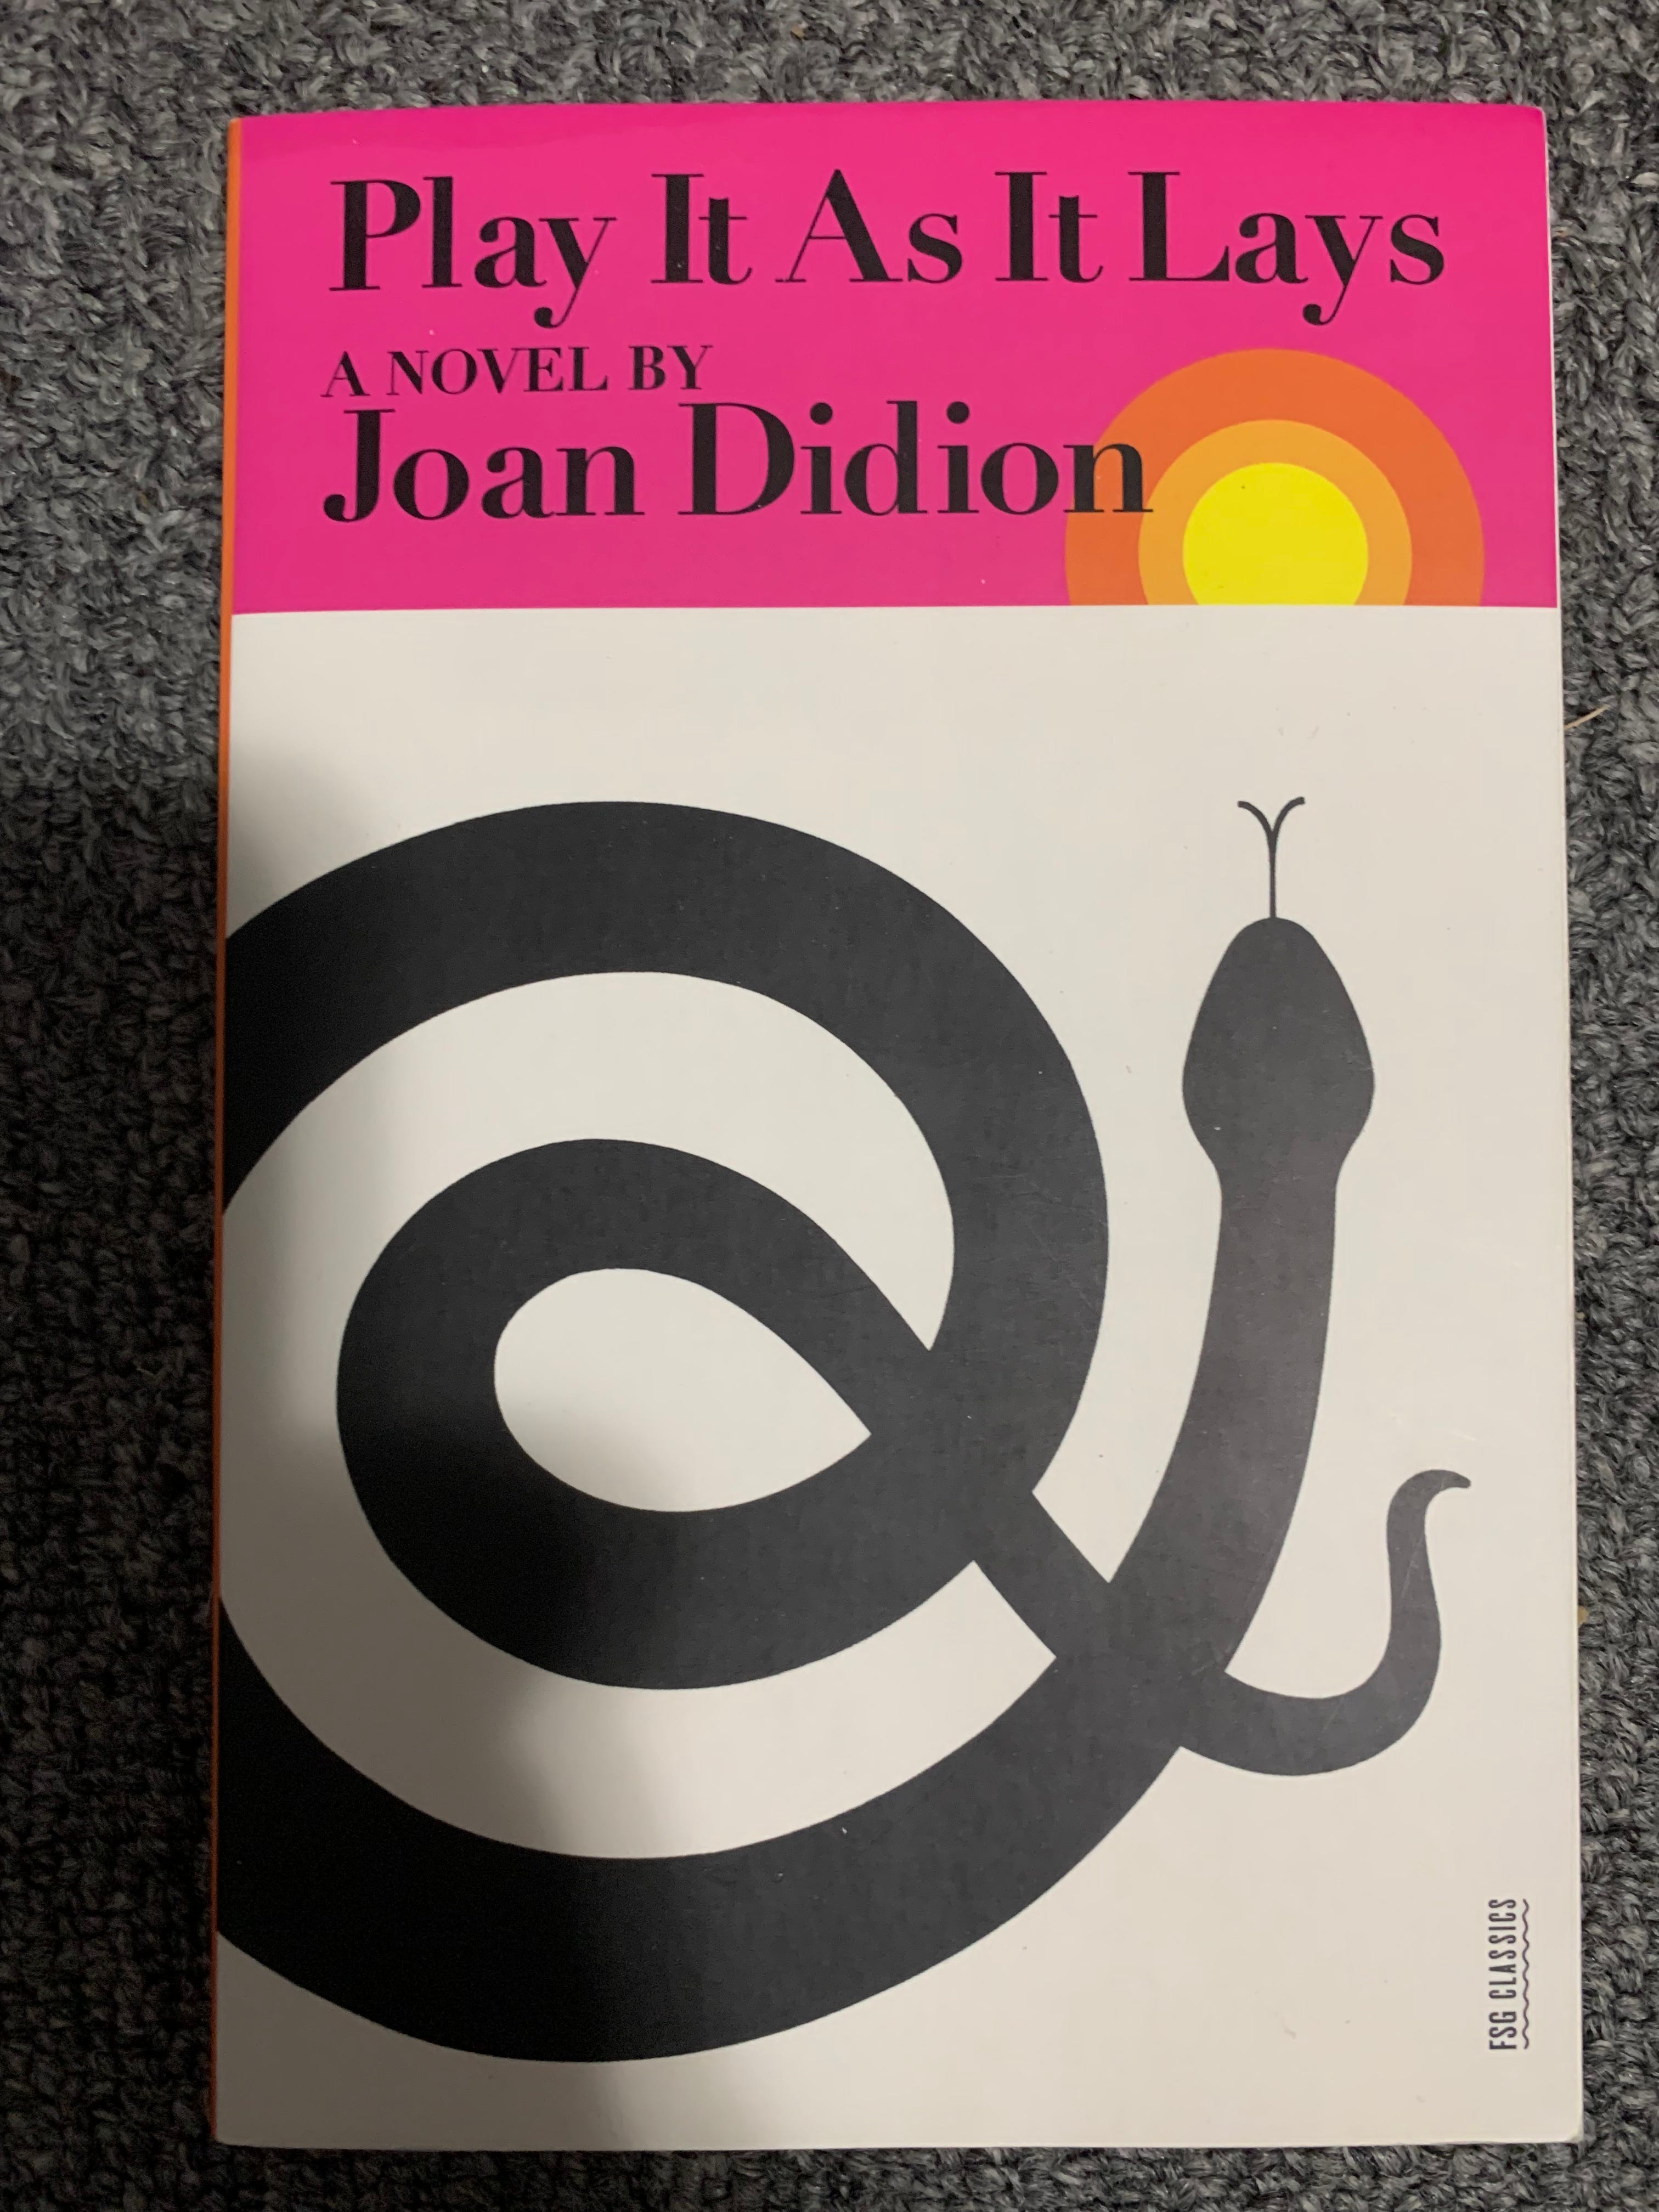 Play It As It Lays
A NOVEL BY
Joan Didion
FSG CLASSICS